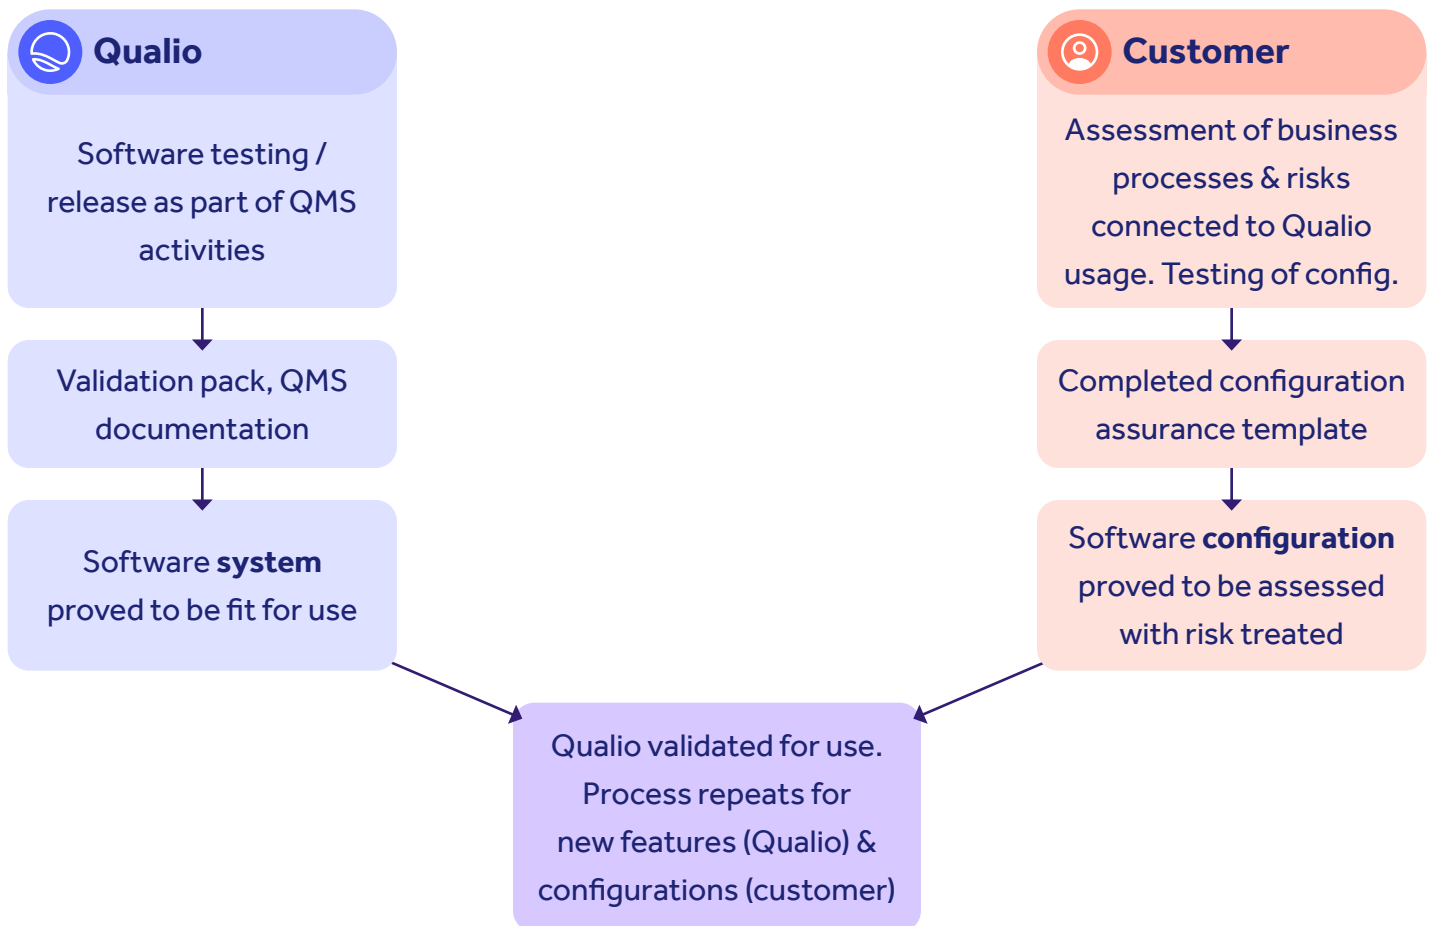 Qualio
Software testing /
release as part of QMS
activities
Validation pack, QMS
documentation
Software system
proved to be fit for use
Customer
Assessment of business
processes & risks
connected to Qualio
usage. Testing of config.
Completed configuration
assurance template
Software configuration
proved to be assessed
with risk treated
Qualio validated for use.
Process repeats for
new features (Qualio) &
configurations (customer)